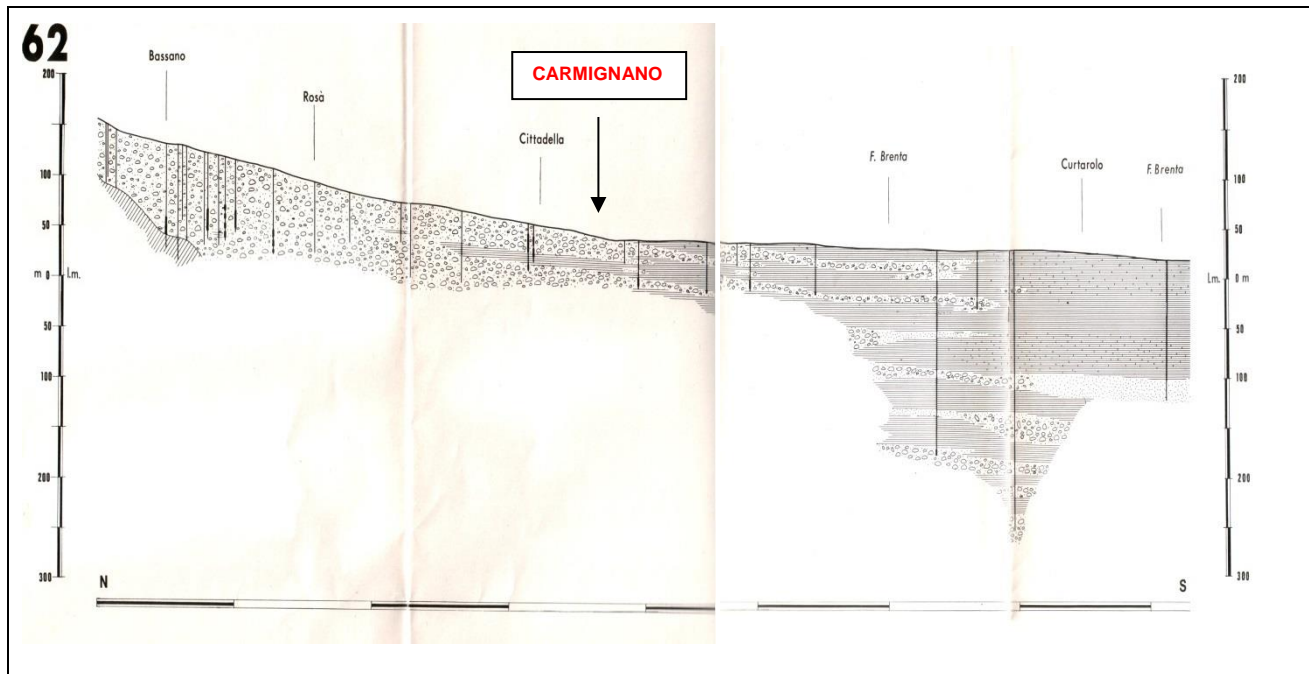 62
Bassano
Rosà
CARMIGNANO
Cittadella
F. Brenta
Curtarolo
F. Brenta
200
100
50
m 0 l.m.
50
100
200
300
200
100
50
l.m. 0 m
50
100
200
300
S
N
S